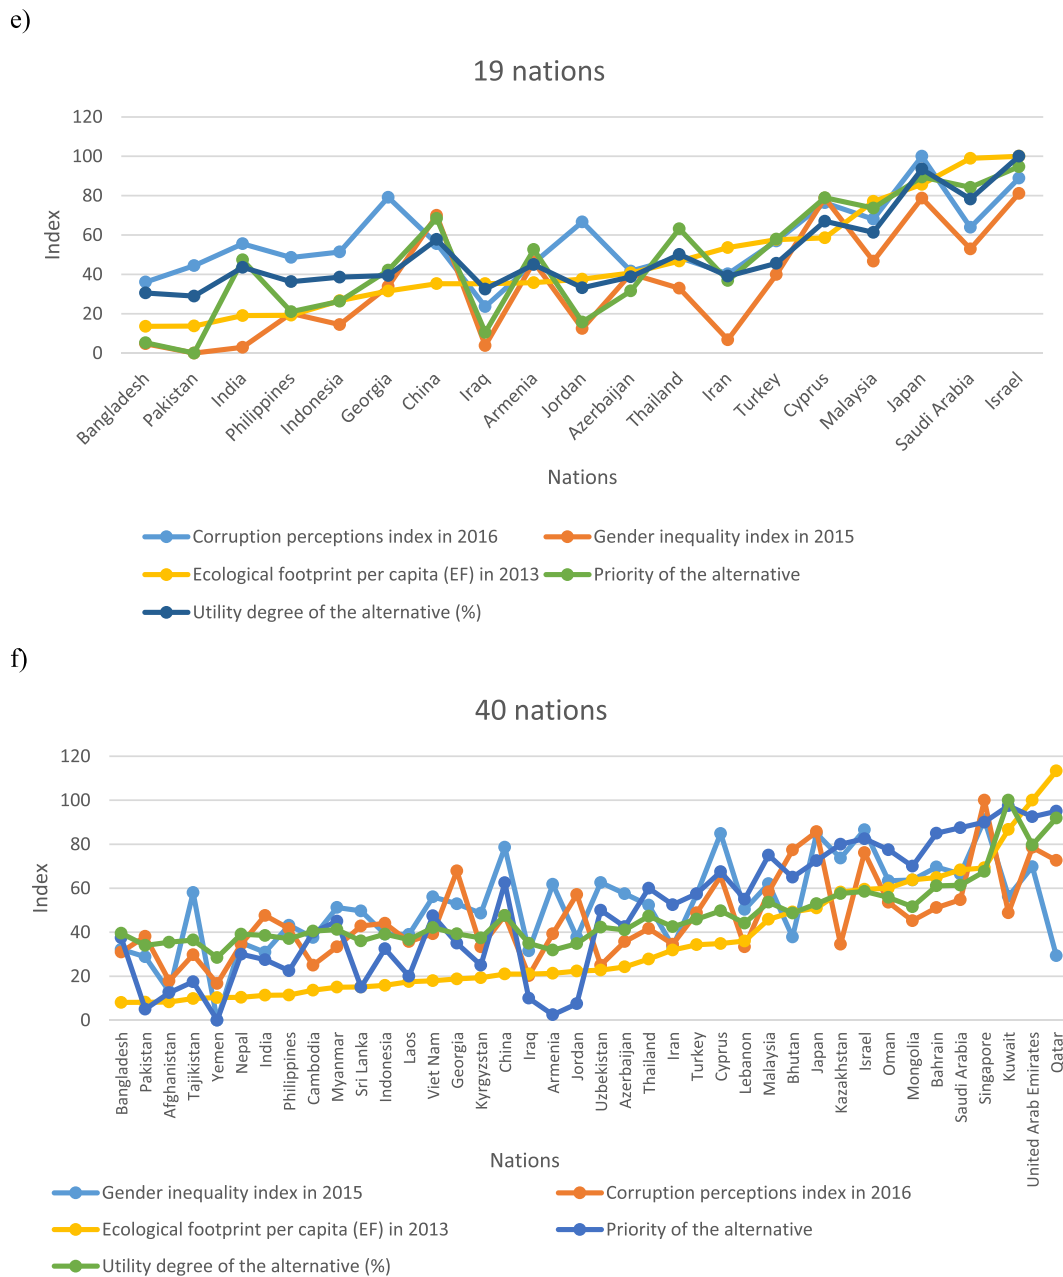 e)
19 nations
120
100
80
60
40
20
0
Index
Bangladesh
Pakistan
India
Philippines
Indonesia
Georgia
China
Iraq
Armenia
Jordan
Azerbaijan
Thailand
Iran
Turkey
Cyprus
Malaysia
Japan
Saudi Arabia
Israel
Nations
Corruption perceptions index in 2016
Gender inequality index in 2015
Ecological footprint per capita (EF) in 2013
Priority of the alternative
Utility degree of the alternative (%)
f)
40 nations
120
100
80
60
40
20
0
Index
Bangladesh
Pakistan
Afghanistan
Tajikistan
Yemen
Nepal
India
Philippines
Cambodia
Myanmar
Sri Lanka
Indonesia
Laos
Viet Nam
Georgia
Kyrgyzstan
China
Iraq
Armenia
Jordan
Uzbekistan
Azerbaijan
Thailand
Iran
Turkey
Cyprus
Lebanon
Malaysia
Bhutan
Japan
Kazakhstan
Israel
Oman
Mongolia
Bahrain
Saudi Arabia
Singapore
Kuwait
United Arab Emirates
Qatar
Nations
Gender inequality index in 2015
Corruption perceptions index in 2016
Ecological footprint per capita (EF) in 2013
Priority of the alternative
Utility degree of the alternative (%)